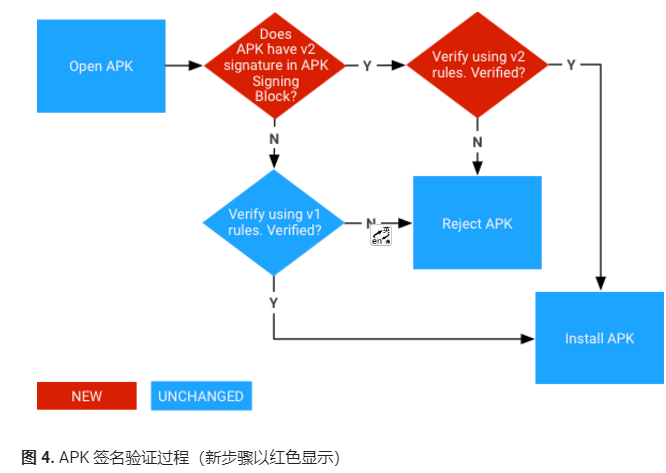 Open APK
Does
APK have v2
signature in APK
Signing
Block?
Y
Verify using v2
rules. Verified?
Y
N
N
Verify using v1
rules. Verified?
N
en
Reject APK
Y
Install APK
NEW
UNCHANGED
图 4. APK 签名验证过程（新步骤以红色显示）